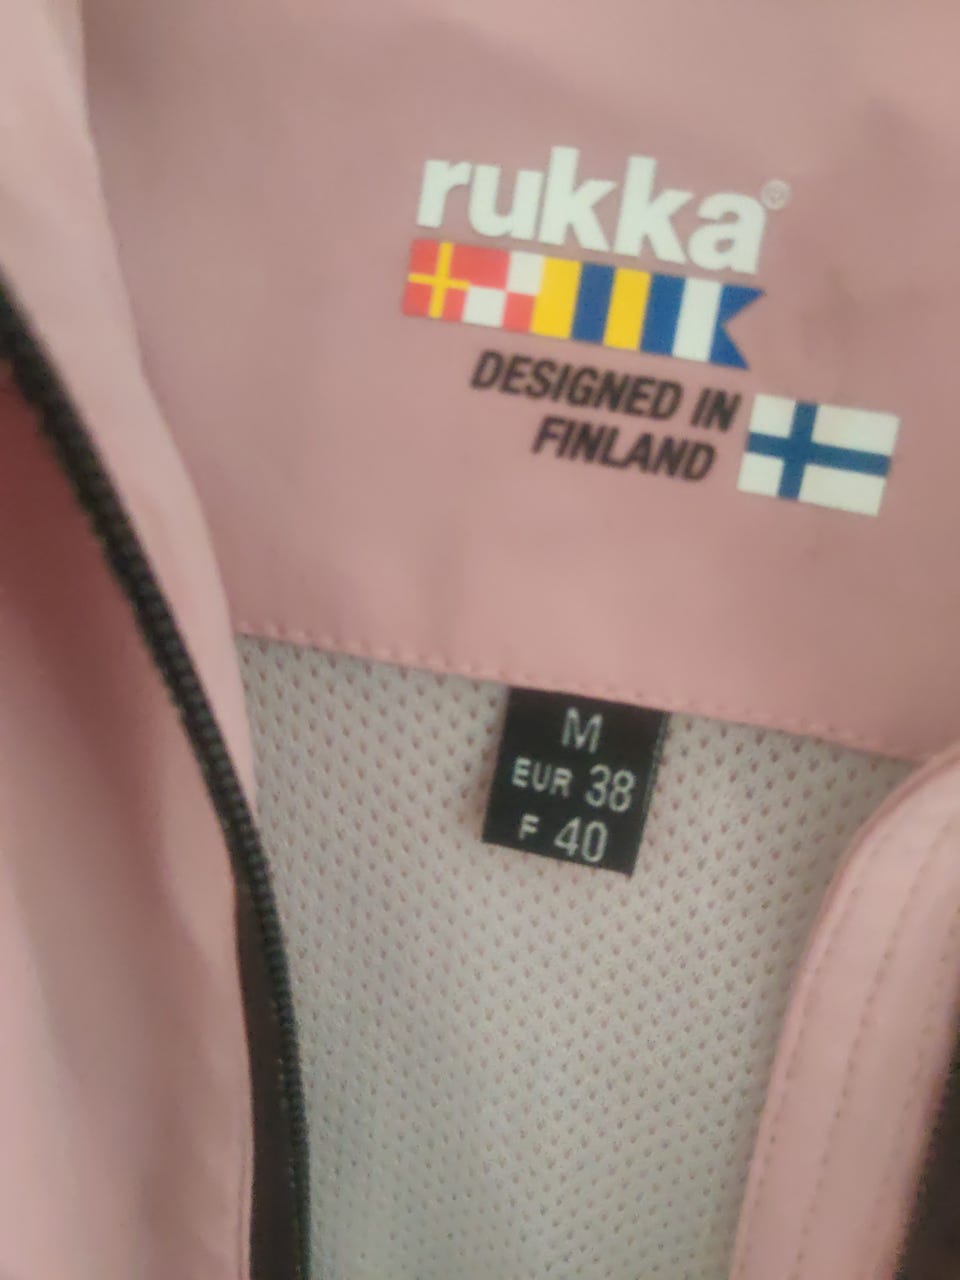 rukka®
DESIGNED IN
FINLAND
M
EUR 38
F 40